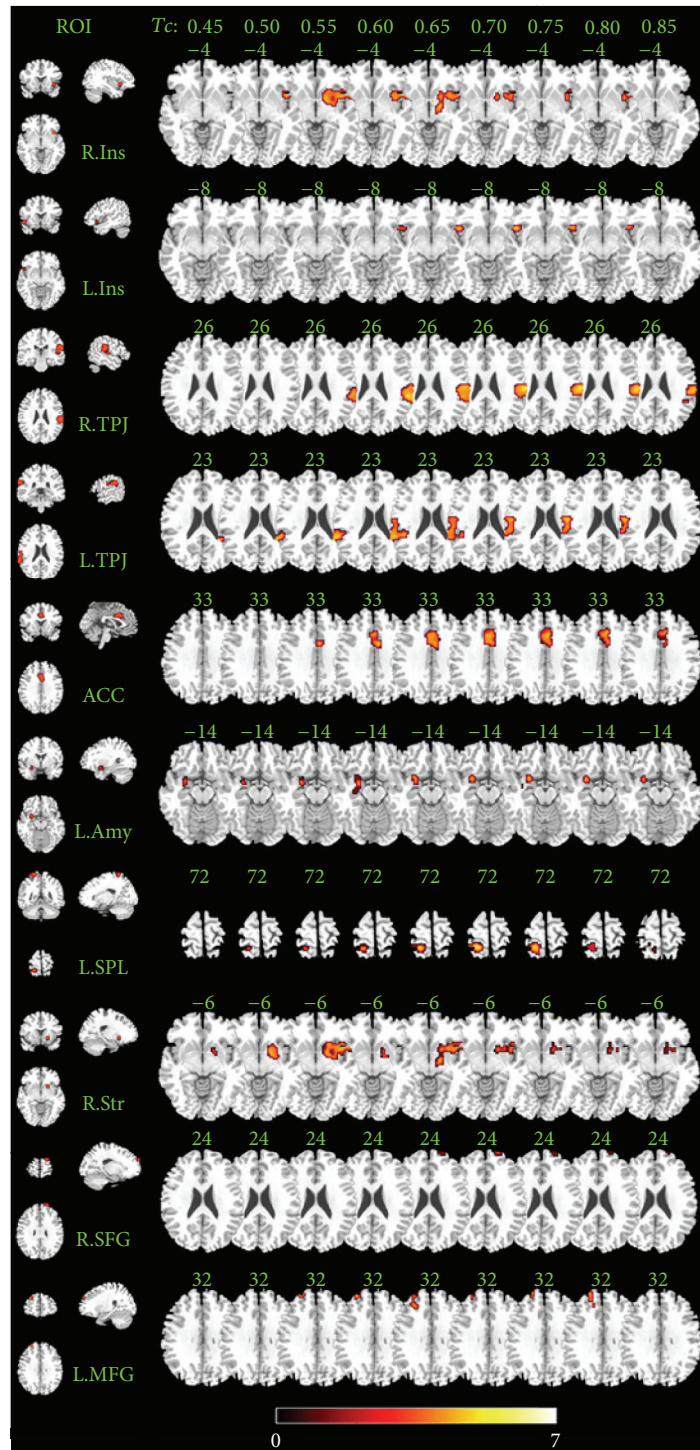 ROI Tc: 0.45 0.50 0.55 0.60 0.65 0.70 0.75 0.80 0.85
−4 −4 −4 −4 −4 −4 −4 −4 −4
R.Ins
−8 −8 −8 −8 −8 −8 −8 −8 −8
L.Ins
26 26 26 26 26 26 26 26 26
R.TPJ
23 23 23 23 23 23 23 23 23
L.TPJ
33 33 33 33 33 33 33 33 33
ACC
−14 −14 −14 −14 −14 −14 −14 −14 −14
L.Amy
72 72 72 72 72 72 72 72 72
L.SPL
−6 −6 −6 −6 −6 −6 −6 −6 −6
R.Str
24 24 24 24 24 24 24 24 24
R.SFG
32 32 32 32 32 32 32 32 32
L.MFG
0 7